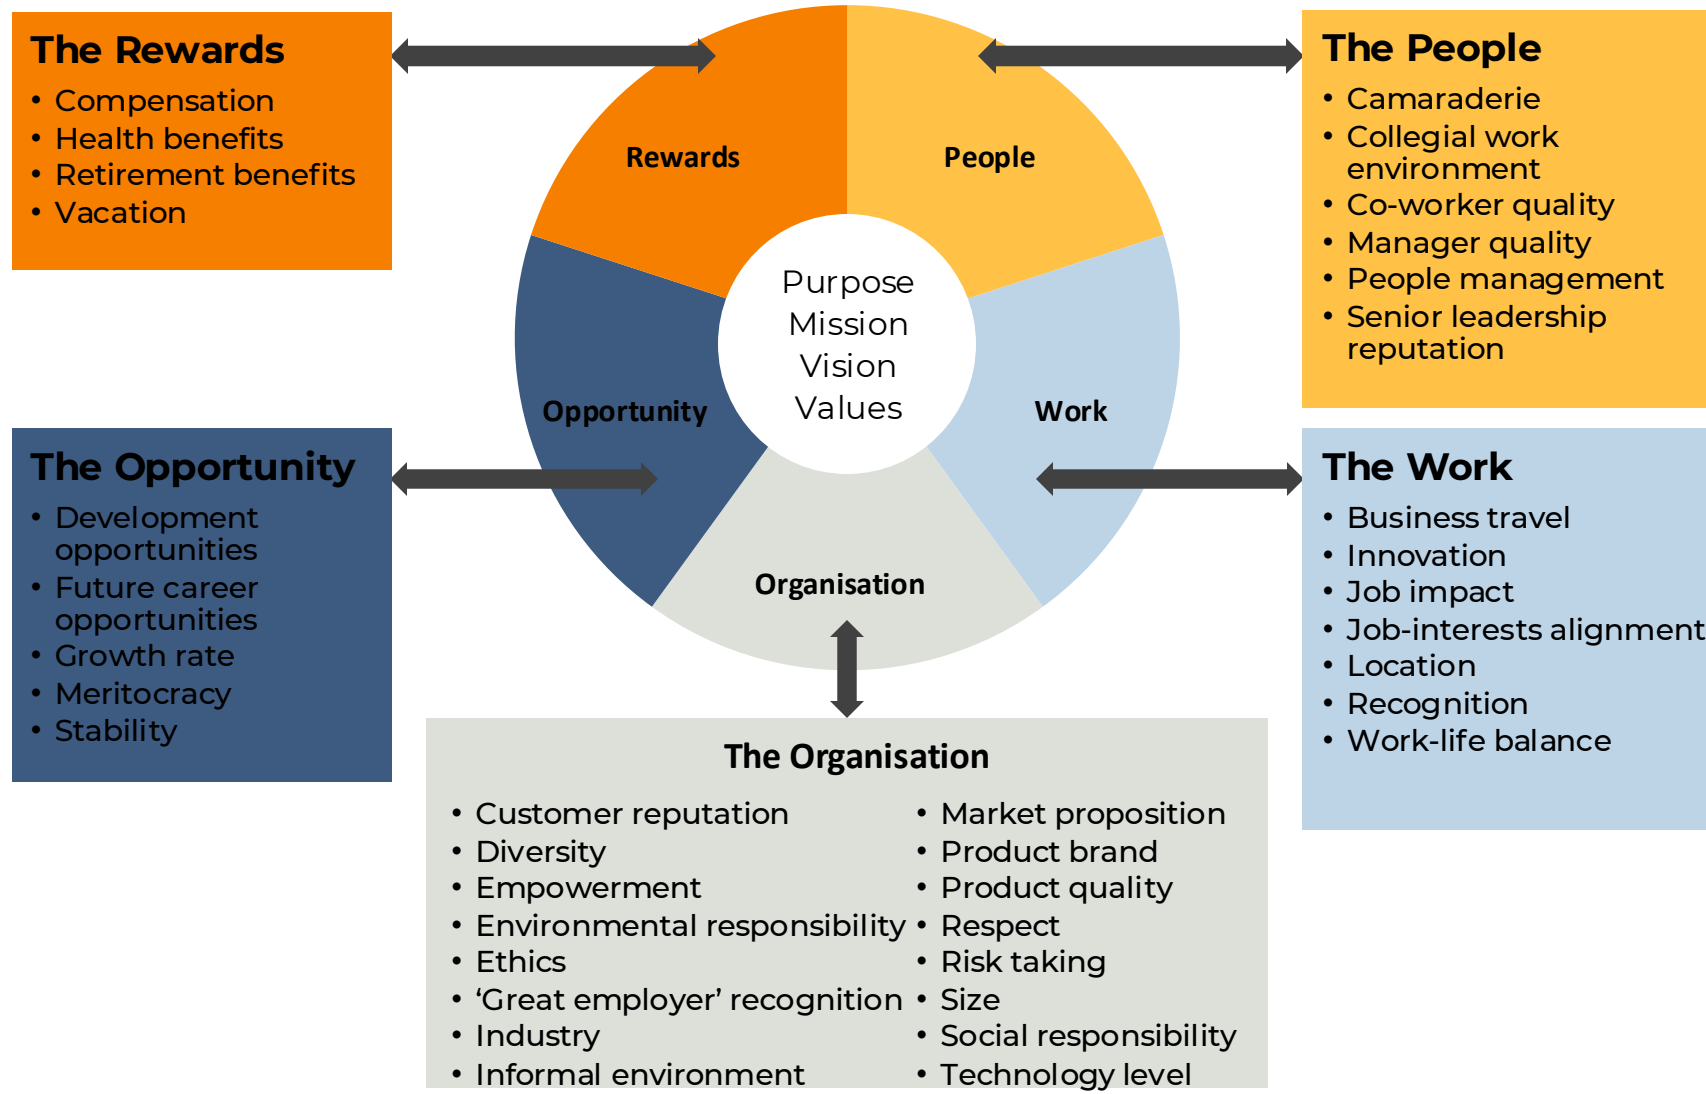 The Rewards
• Compensation
• Health benefits
• Retirement benefits
• Vacation
Rewards
People
The People
• Camaraderie
• Collegial work
environment
• Co-worker quality
• Manager quality
• People management
• Senior leadership
reputation
Purpose
Mission
Vision
Values
Opportunity
Work
Organisation
The Opportunity
• Development
opportunities
• Future career
opportunities
• Growth rate
• Meritocracy
• Stability
The Work
• Business travel
• Innovation
• Job impact
• Job-interests alignment
• Location
• Recognition
• Work-life balance
The Organisation
• Customer reputation
• Diversity
• Empowerment
• Environmental responsibility
• Ethics
• ‘Great employer’ recognition
• Industry
• Informal environment
• Market proposition
• Product brand
• Product quality
• Respect
• Risk taking
• Size
• Social responsibility
• Technology level